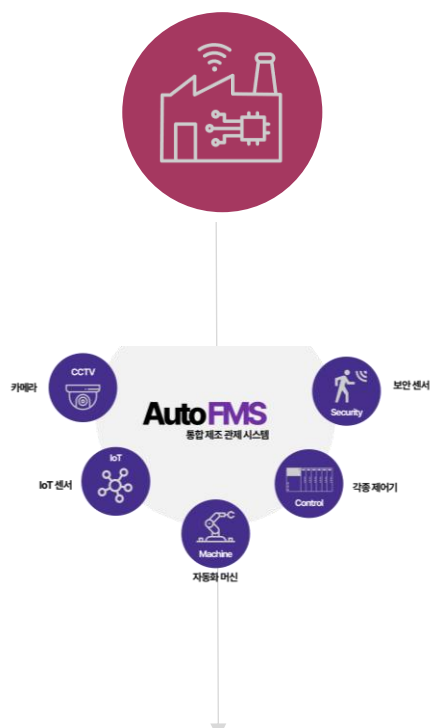 CCTV
카메라
보안 센서
Security
AutoFMS
통합 제조 관제 시스템
IoT
IoT 센서
각종 제어기
Control
Machine
자동화 머신